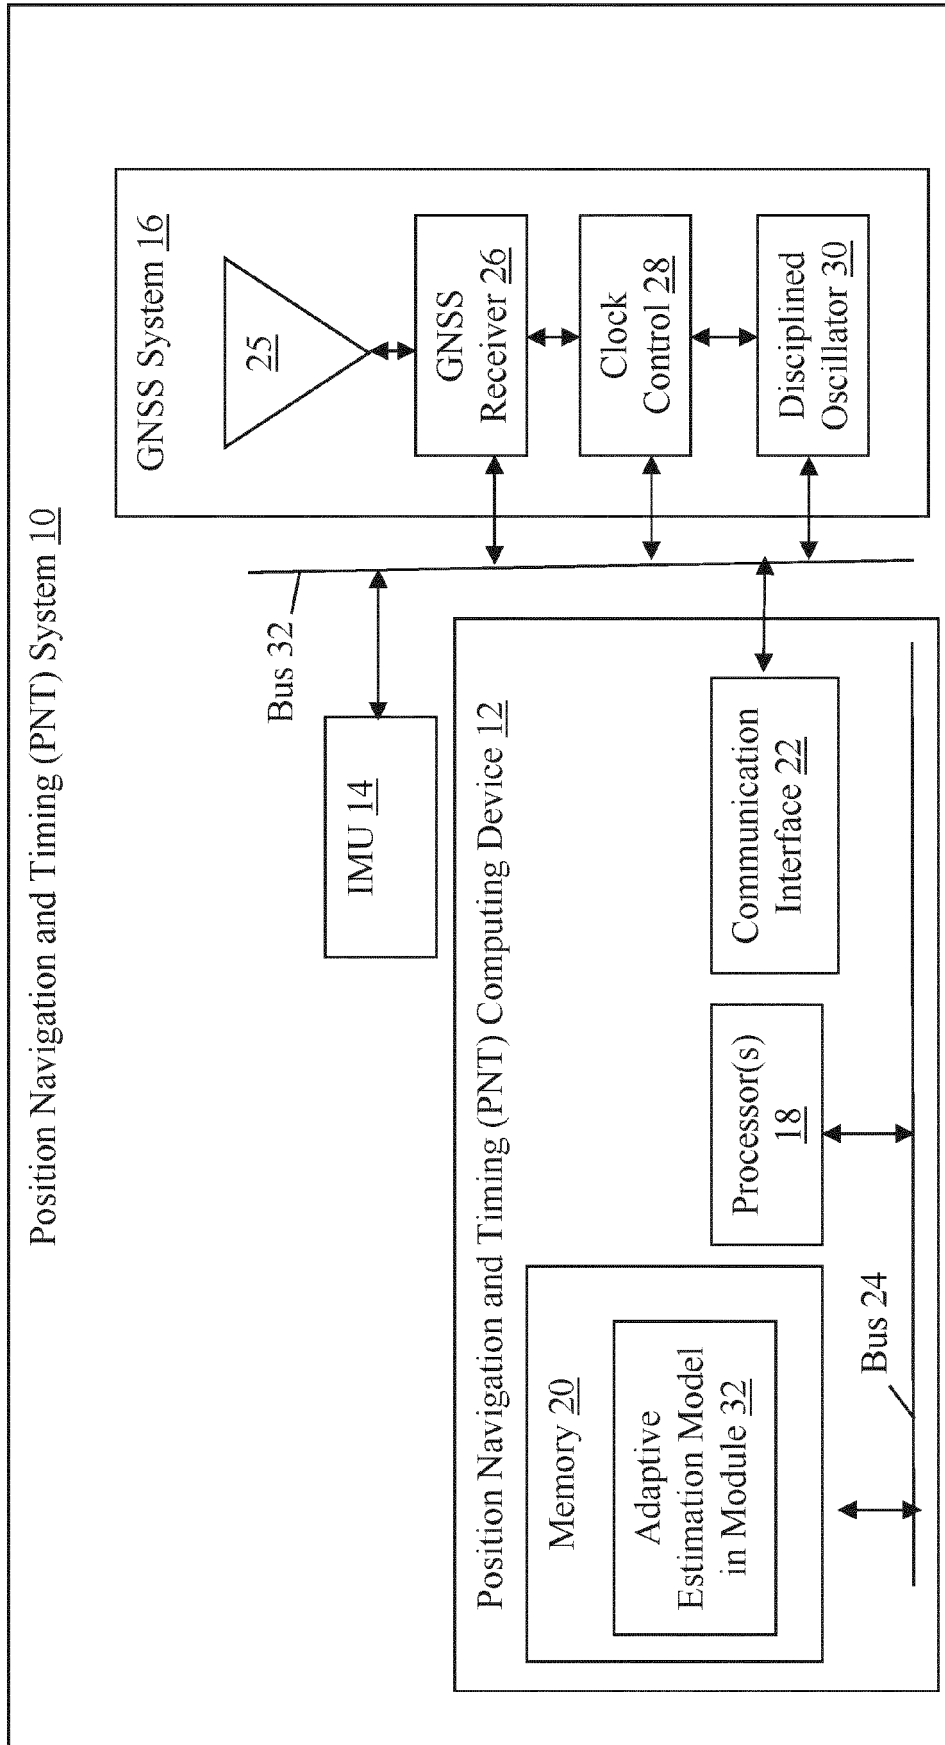 Position Navigation and Timing (PNT) System 10
GNSS System 16
25
GNSS
Receiver 26
Clock
Control 28
Disciplined
Oscillator 30
Bus 32
IMU 14
Position Navigation and Timing (PNT) Computing Device 12
Memory 20
Adaptive
Estimation Model
in Module 32
Processor(s)
18
Communication
Interface 22
Bus 24